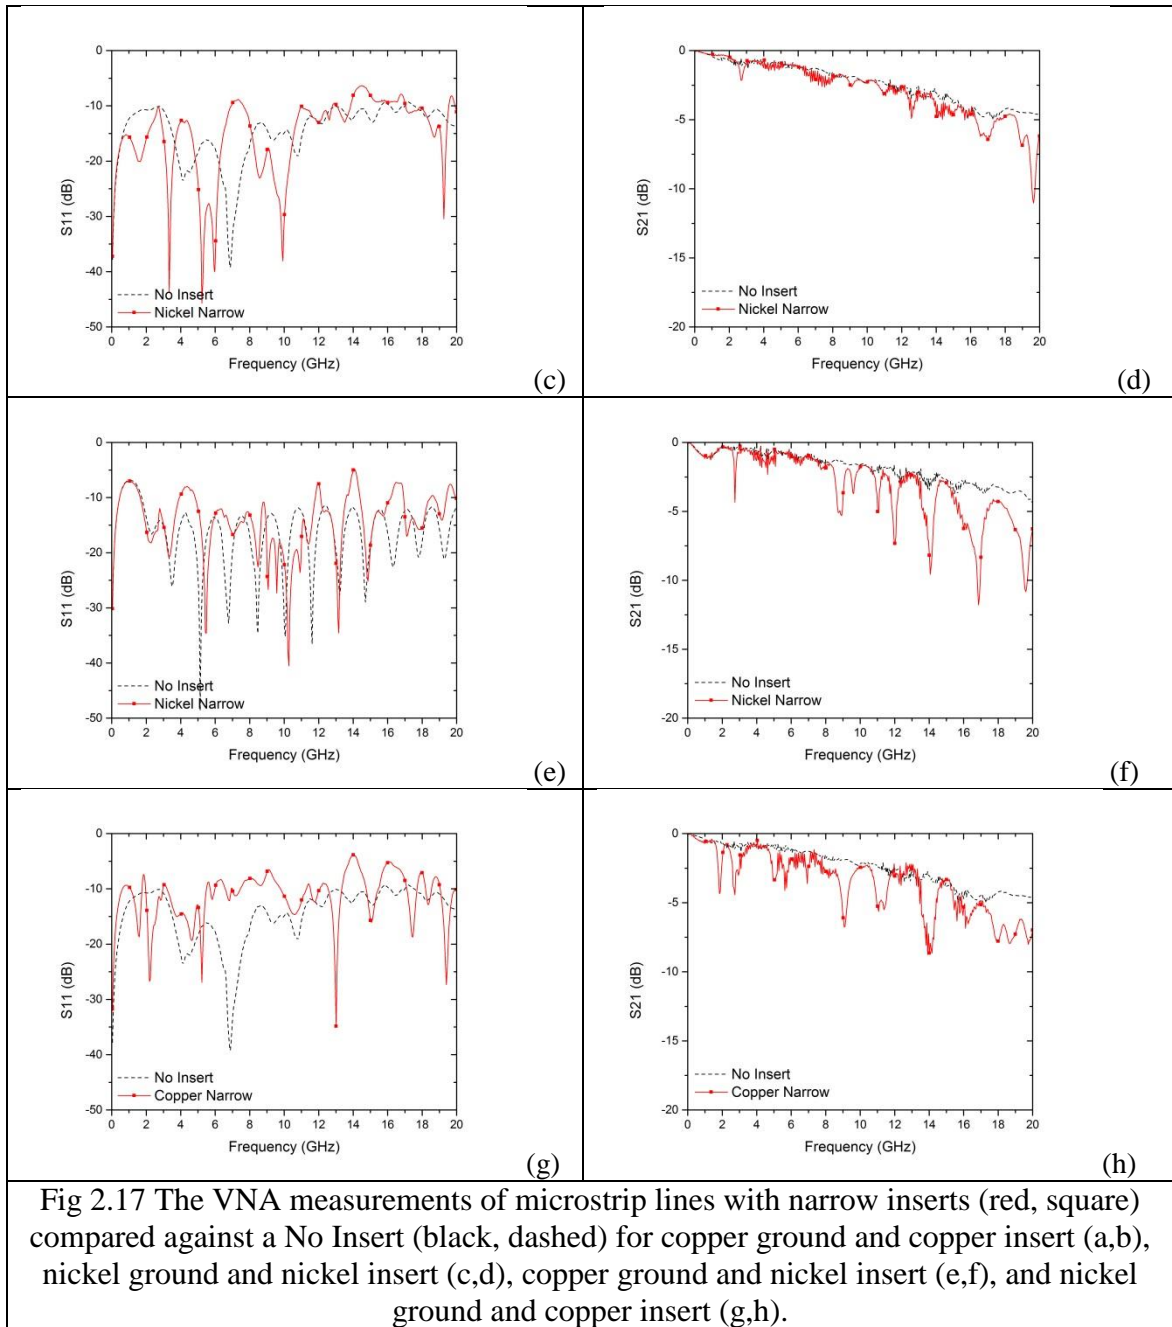 0
-10
-20
-30
-40
-50
S11 (dB)
No Insert
Nickel Narrow
0 2 4 6 8 10 12 14 16 18 20
Frequency (GHz)
(c)
0
-5
-10
-15
-20
S21 (dB)
No Insert
Nickel Narrow
0 2 4 6 8 10 12 14 16 18 20
Frequency (GHz)
(d)
0
-10
-20
-30
-40
-50
S11 (dB)
No Insert
Nickel Narrow
0 2 4 6 8 10 12 14 16 18 20
Frequency (GHz)
(e)
0
-5
-10
-15
-20
S21 (dB)
No Insert
Nickel Narrow
0 2 4 6 8 10 12 14 16 18 20
Frequency (GHz)
(f)
0
-10
-20
-30
-40
-50
S11 (dB)
No Insert
Copper Narrow
0 2 4 6 8 10 12 14 16 18 20
Frequency (GHz)
(g)
0
-5
-10
-15
-20
S21 (dB)
No Insert
Copper Narrow
0 2 4 6 8 10 12 14 16 18 20
Frequency (GHz)
(h)
Fig 2.17 The VNA measurements of microstrip lines with narrow inserts (red, square)
compared against a No Insert (black, dashed) for copper ground and copper insert (a,b),
nickel ground and nickel insert (c,d), copper ground and nickel insert (e,f), and nickel
ground and copper insert (g,h).